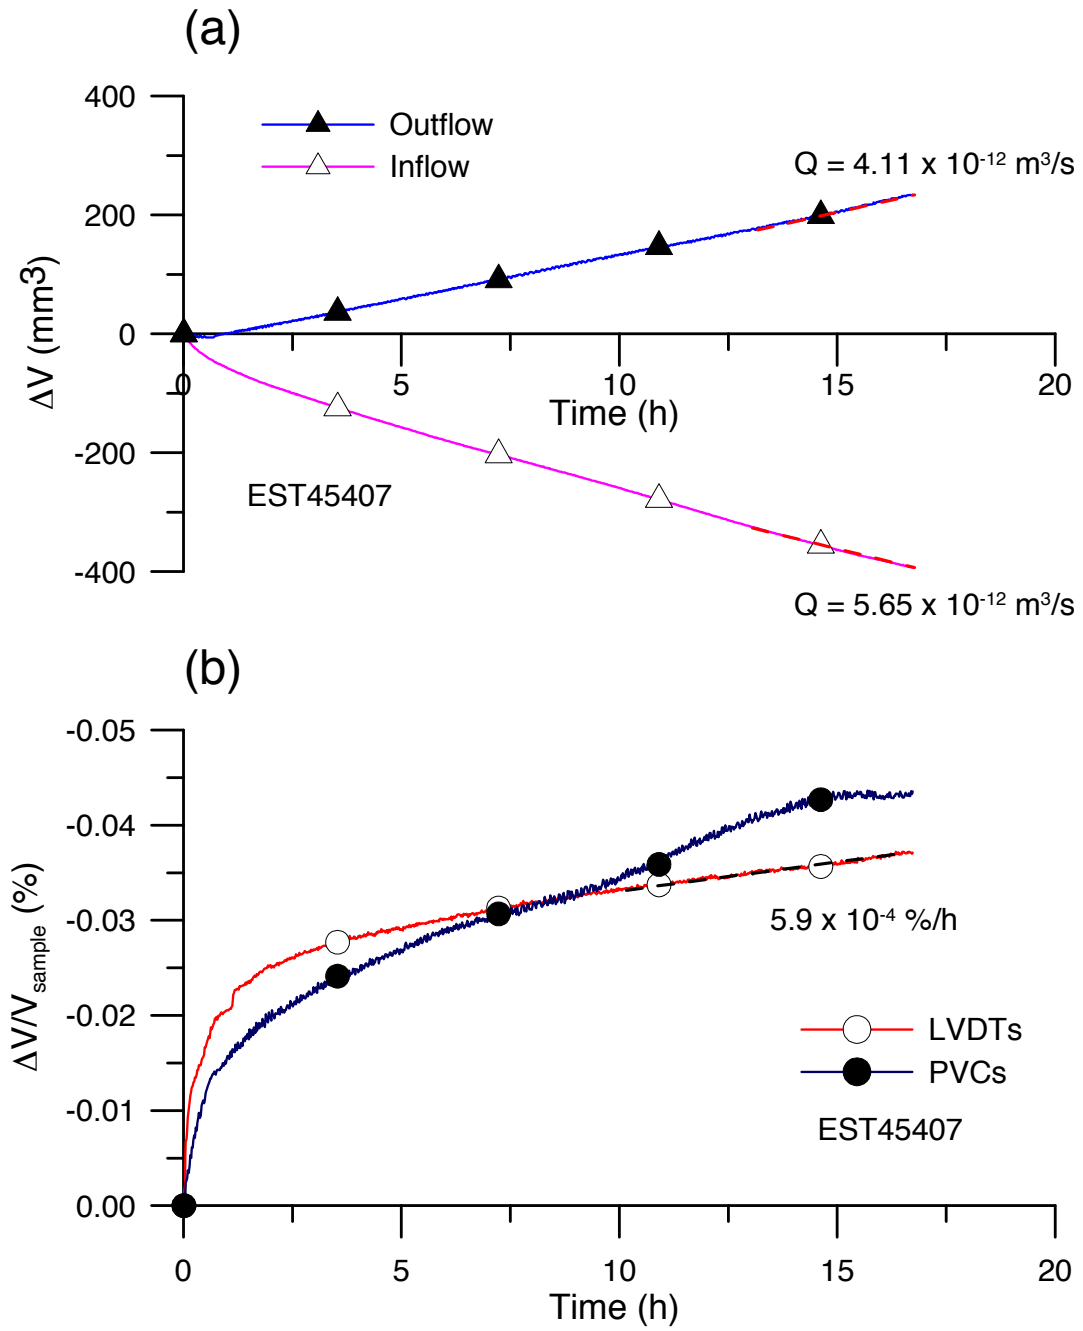 (a)
400
Outflow
Inflow
Q = 4.11 x 10⁻¹² m³/s
200
ΔV (mm3)
0
0 5 10 15 20
Time (h)
-200
EST45407
-400
Q = 5.65 x 10⁻¹² m³/s
(b)
-0.05
-0.04
ΔV/V_sample (%)
-0.03
5.9 x 10⁻⁴ %/h
-0.02
LVDTs
PVCs
-0.01
EST45407
0.00
0 5 10 15 20
Time (h)